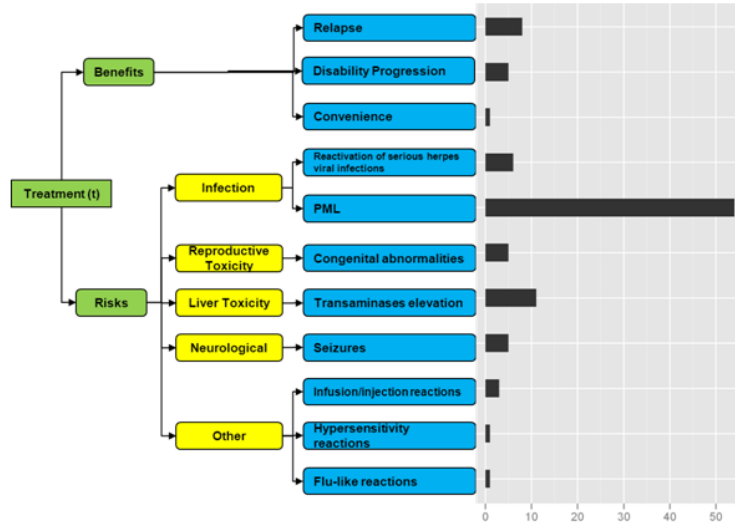 Relapse
Benefits
Disability Progression
Convenience
Reactivation of serious herpes
viral infections
Infection
Treatment (t)
PML
Reproductive
Toxicity
Congenital abnormalities
Risks
Liver Toxicity
Transaminases elevation
Neurological
Seizures
Infusion/injection reactions
Other
Hypersensitivity
reactions
Flu-like reactions
0 10 20 30 40 50